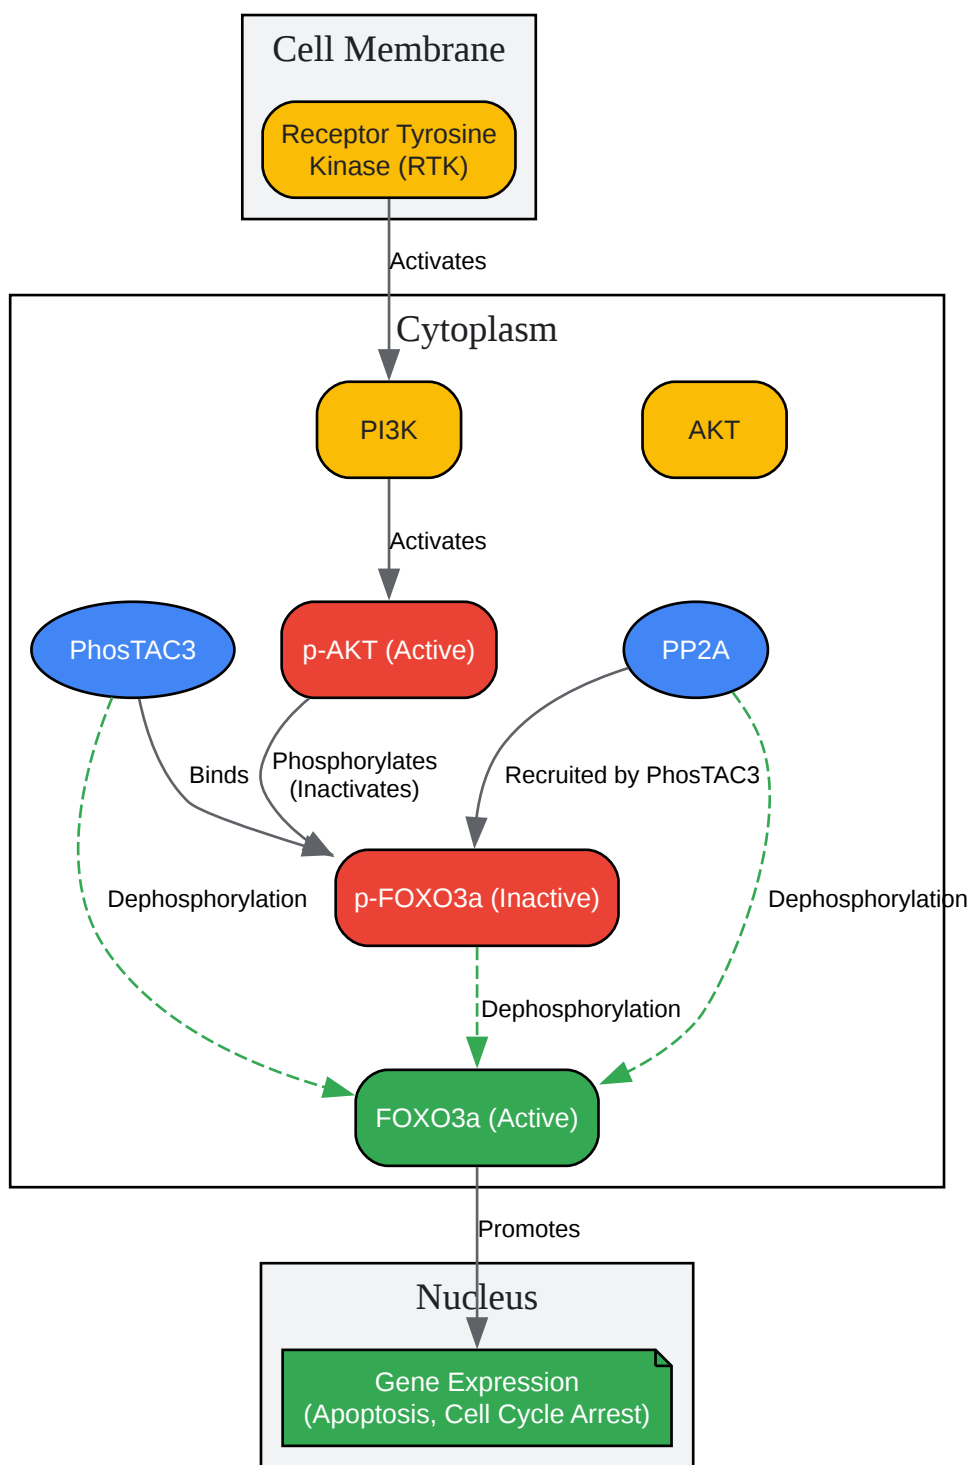 Cell Membrane
Receptor Tyrosine
Kinase (RTK)
Activates
Cytoplasm
PI3K
AKT
Activates
PhosTAC3
p-AKT (Active)
PP2A
Binds
Phosphorylates
(Inactivates)
Recruited by PhosTAC3
Dephosphorylation
p-FOXO3a (Inactive)
Dephosphorylation
Dephosphorylation
FOXO3a (Active)
Promotes
Nucleus
Gene Expression
(Apoptosis, Cell Cycle Arrest)